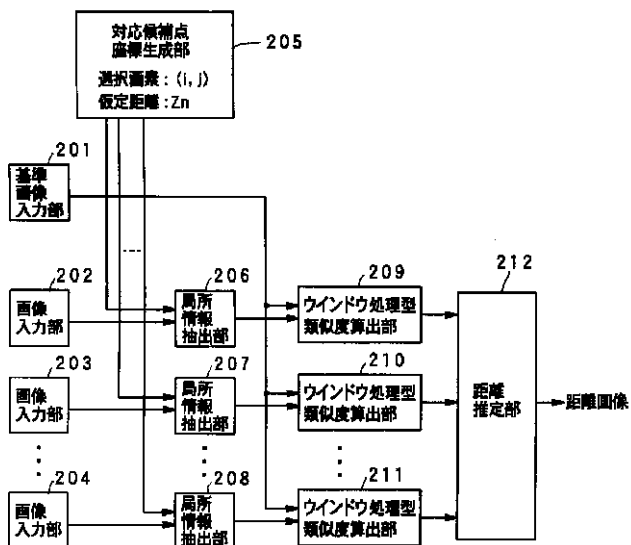 対応候補点
座標生成部
選択画素：(i, j)
仮定距離：Zn
205
201
基準
画像
入力部
202
画像
入力部
206
局所
情報
抽出部
209
ウインドウ処理型
類似度算出部
212
距離
推定部
距離画像
203
画像
入力部
207
局所
情報
抽出部
210
ウインドウ処理型
類似度算出部
204
画像
入力部
208
局所
情報
抽出部
211
ウインドウ処理型
類似度算出部